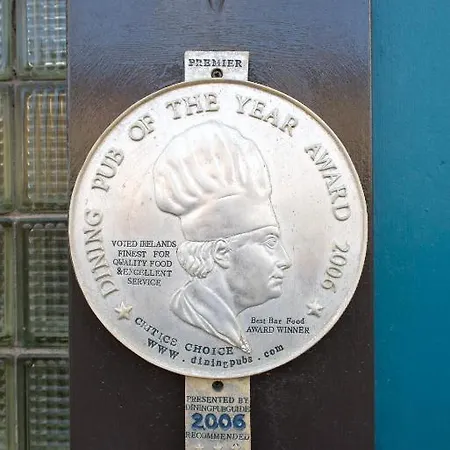 PREMIER
DINING PUB OF THE YEAR AWARD 2006
VOTED IRELANDS
FINEST FOR
QUALITY FOOD
& EXCELLENT
SERVICE
Best Bar Food
AWARD WINNER
CRITICS CHOICE
www.diningpubs.com
PRESENTED BY
DININGPUBGUIDE
2006
RECOMMENDED